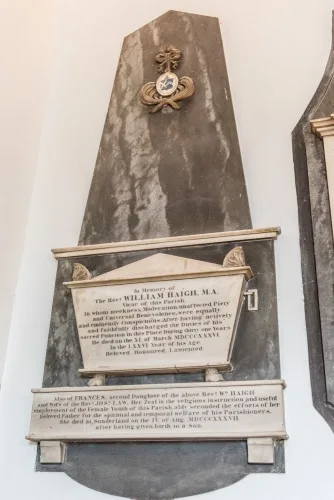 In Memory of
The Revd. WILLIAM HAIGH, M.A.
Vicar of this Parish
in whom meekness, Moderation, unaffected Piety
and Universal Benevolence, were equally
and eminently Conspicuous. After having actively
and faithfully discharged the Duties of his
sacred Function in this Place during thirty one Years
He died on the XI. of March MDCCCXXXVI.
In the LXXVI Year of his Age
Beloved Honoured Lamented
Also of FRANCES, second Daughter of the above Revd. Wm. HAIGH
and Wife of the Revd. LAW. Her Zeal in the religious instruction and useful
employment of the Female Youth of this Parish ably seconded the efforts of her
beloved Father for the spiritual and temporal welfare of his Parishioners.
She died in Sunderland on the of Aug. MDCCCXXXVII
after having given birth to a Son.